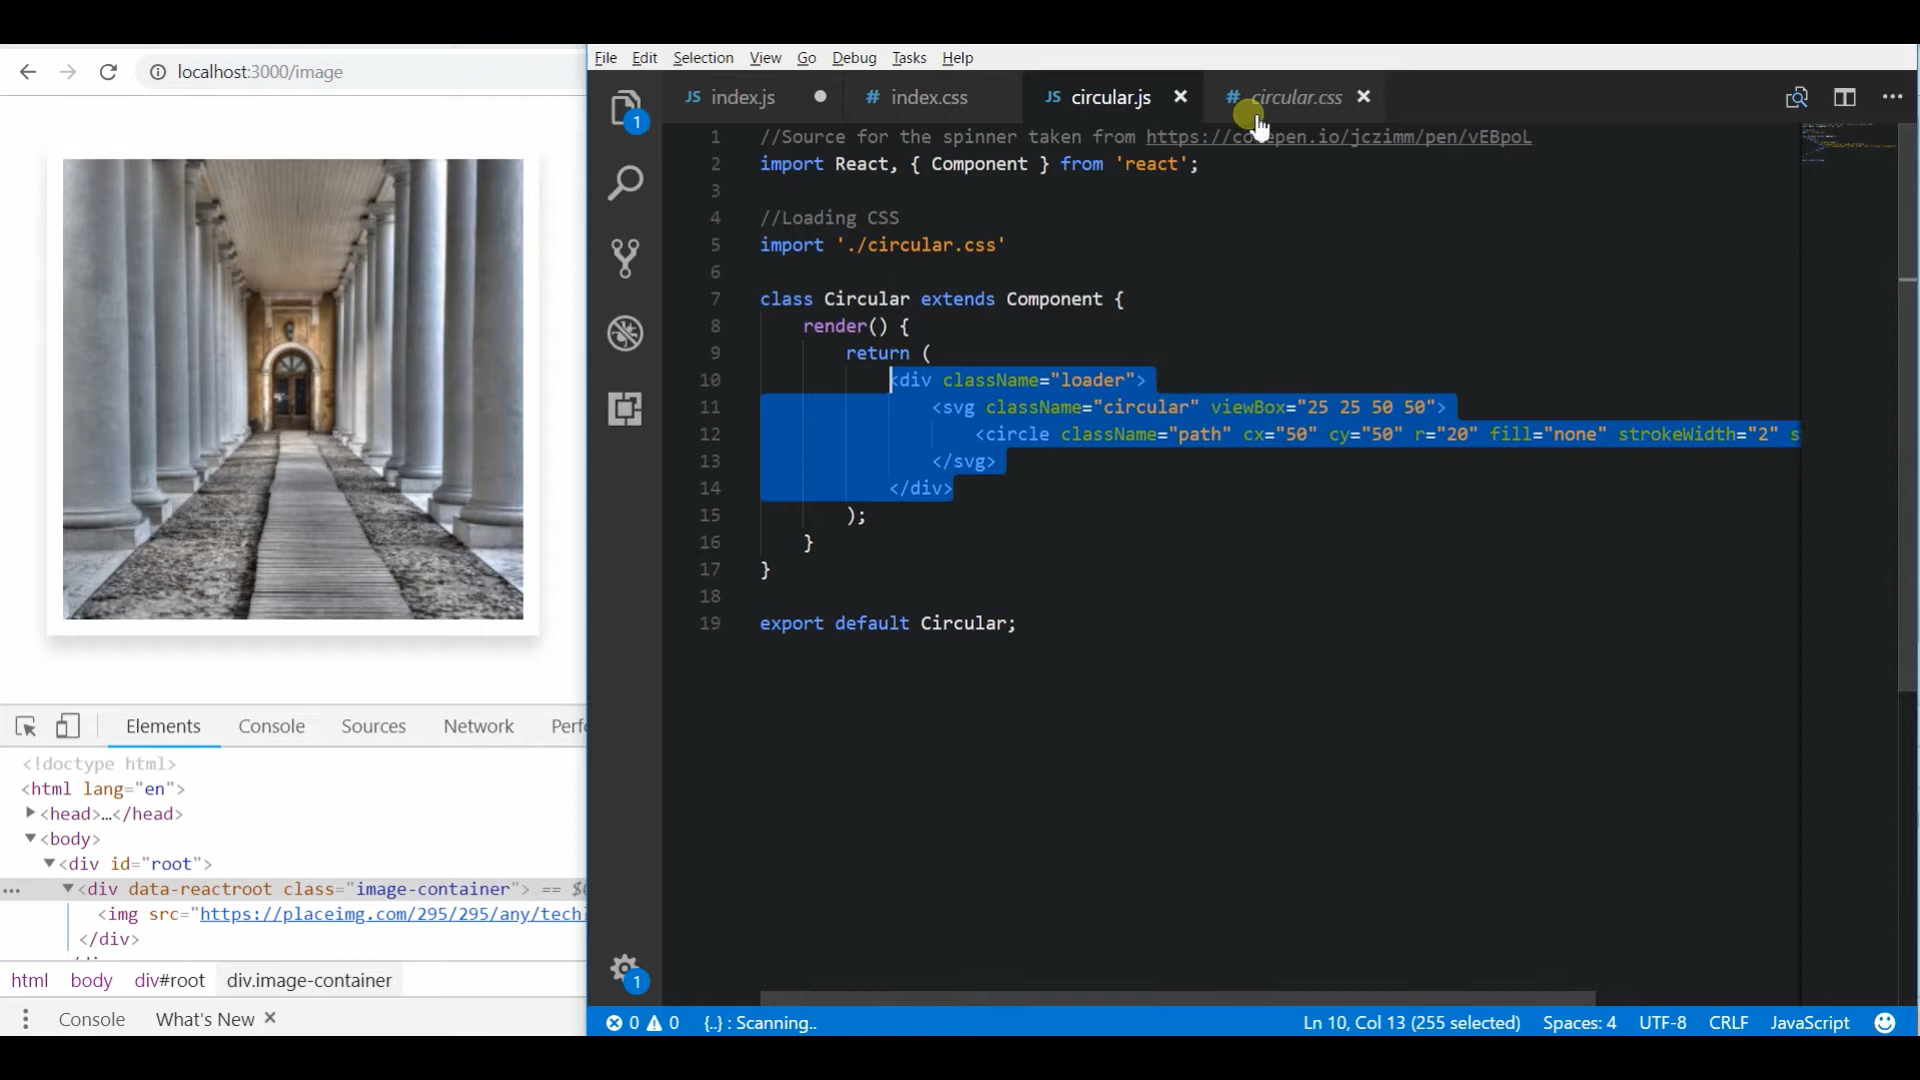 localhost:3000/image
File Edit Selection View Go Debug Tasks Help
1
JS index.js
# index.css
JS circular.js
# circular.css
1 //Source for the spinner taken from https://codepen.io/jczimm/pen/vEBpoL
2 import React, { Component } from 'react';
3
4 //Loading CSS
5 import './circular.css'
6
7 class Circular extends Component {
8 render() {
9 return (
10 <div className="loader">
11 <svg className="circular" viewBox="25 25 50 50">
12 <circle className="path" cx="50" cy="50" r="20" fill="none" strokeWidth="2" s
13 </svg>
14 </div>
15 );
16 }
17 }
18
19 export default Circular;
Elements Console Sources Network Perf
<!doctype html>
<html lang="en">
<head>…</head>
<body>
<div id="root">
… <div data-reactroot class="image-container"> == $
<img src="https://placeimg.com/295/295/any/tech
</div>
html body div#root div.image-container
Console What's New
1
0 0 {..} : Scanning..
Ln 10, Col 13 (255 selected) Spaces: 4 UTF-8 CRLF JavaScript